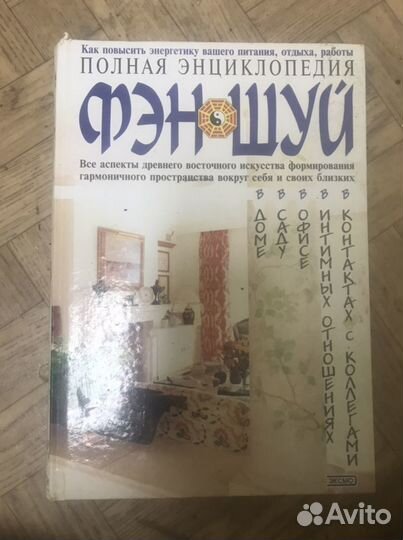 Как повысить энергетику вашего питания, отдыха, работы
ПОЛНАЯ ЭНЦИКЛОПЕДИЯ
ФЭН ШУЙ
Все аспекты древнего восточного искусства формирования
гармоничного пространства вокруг себя и своих близких
В ДОМЕ
В САДУ
В ОФИСЕ
В ИНТИМНЫХ ОТНОШЕНИЯХ
В КОНТАКТАХ С КОЛЛЕГАМИ
ЭКСМО
Avito